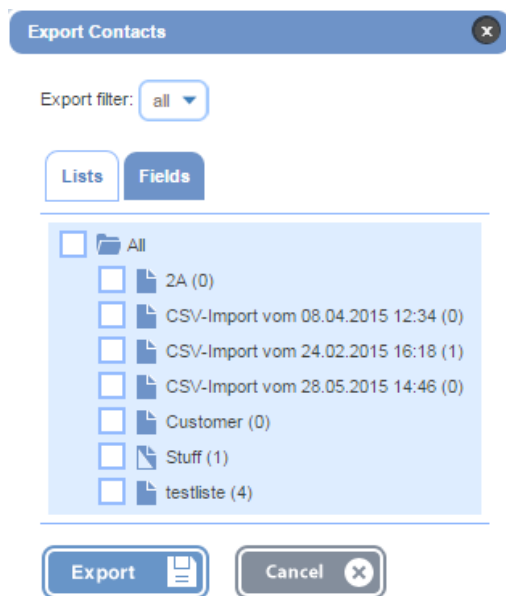 Export Contacts
Export filter: all
Lists Fields
All
2A (0)
CSV-Import vom 08.04.2015 12:34 (0)
CSV-Import vom 24.02.2015 16:18 (1)
CSV-Import vom 28.05.2015 14:46 (0)
Customer (0)
Stuff (1)
testliste (4)
Export Cancel